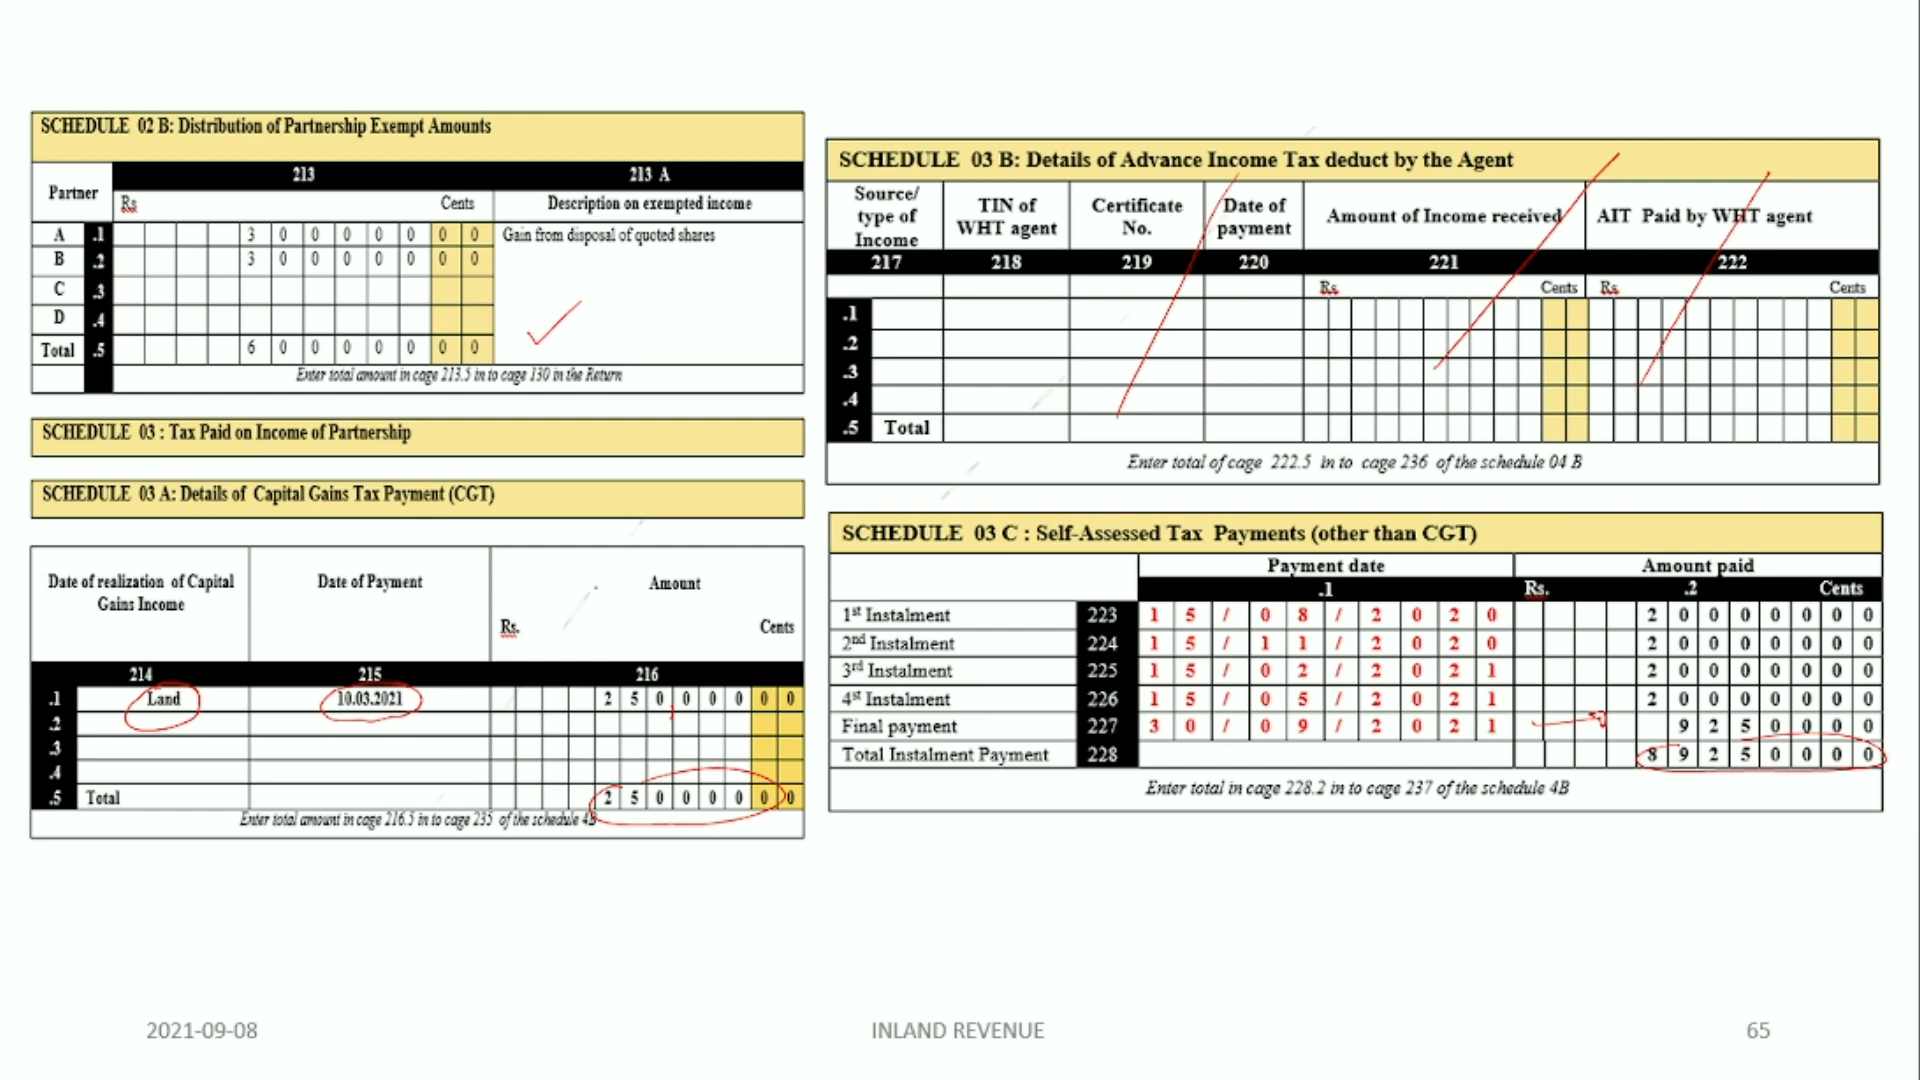 SCHEDULE 02 B: Distribution of Partnership Exempt Amounts
Partner
213
213 A
Rs
Cents
Description on exempted income
A .1 3 0 0 0 0 0 0 0 Gain from disposal of quoted shares
B .2 3 0 0 0 0 0 0 0
C .3
D .4
Total .5 6 0 0 0 0 0 0 0
Enter total amount in cage 213.5 in to cage 130 in the Return
SCHEDULE 03 : Tax Paid on Income of Partnership
SCHEDULE 03 A: Details of Capital Gains Tax Payment (CGT)
Date of realization of Capital
Gains Income
Date of Payment
Amount
Rs.
Cents
214 215 216
.1 Land 10.03.2021 2 5 0 0 0 0 0 0
.2
.3
.4
.5 Total 2 5 0 0 0 0 0 0
Enter total amount in cage 216.5 in to cage 235 of the schedule 4B
SCHEDULE 03 B: Details of Advance Income Tax deduct by the Agent
Source/
type of
Income
TIN of
WHT agent
Certificate
No.
Date of
payment
Amount of Income received
AIT Paid by WHT agent
217 218 219 220 221 222
Rs. Cents Rs. Cents
.1
.2
.3
.4
.5 Total
Enter total of cage 222.5 in to cage 236 of the schedule 04 B
SCHEDULE 03 C : Self-Assessed Tax Payments (other than CGT)
Payment date Amount paid
.1 Rs. .2 Cents
1st Instalment 223 1 5 / 0 8 / 2 0 2 0 2 0 0 0 0 0 0 0
2nd Instalment 224 1 5 / 1 1 / 2 0 2 0 2 0 0 0 0 0 0 0
3rd Instalment 225 1 5 / 0 2 / 2 0 2 1 2 0 0 0 0 0 0 0
4st Instalment 226 1 5 / 0 5 / 2 0 2 1 2 0 0 0 0 0 0 0
Final payment 227 3 0 / 0 9 / 2 0 2 1 9 2 5 0 0 0 0
Total Instalment Payment 228 8 9 2 5 0 0 0 0
Enter total in cage 228.2 in to cage 237 of the schedule 4B
2021-09-08
INLAND REVENUE
65